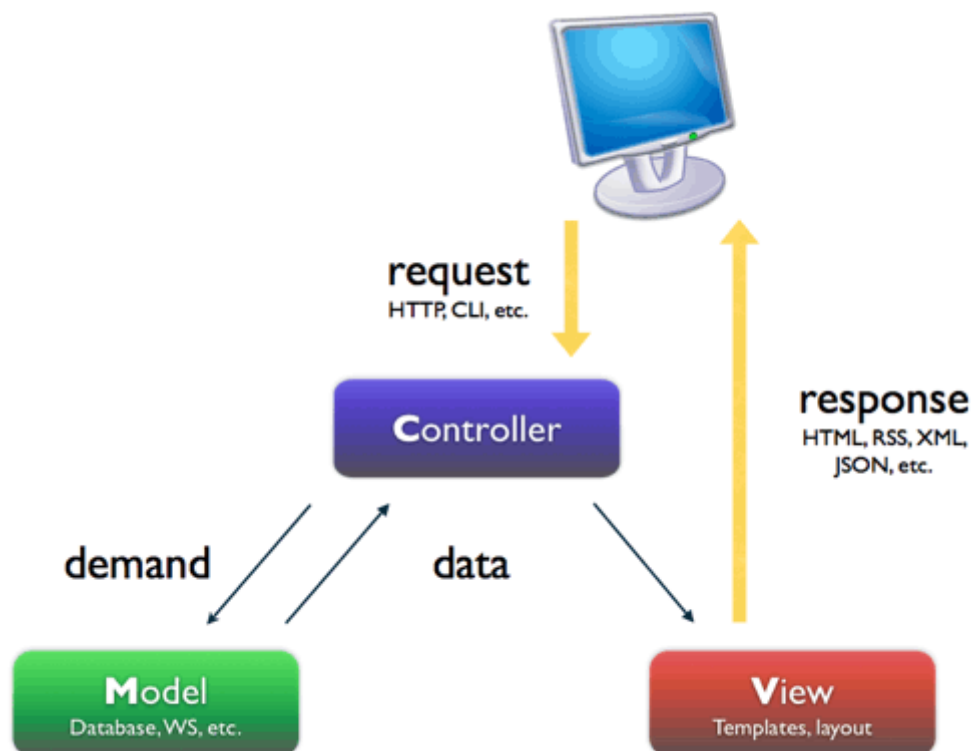 request
HTTP, CLI, etc.
Controller
response
HTML, RSS, XML,
JSON, etc.
demand
data
Model
Database, WS, etc.
View
Templates, layout